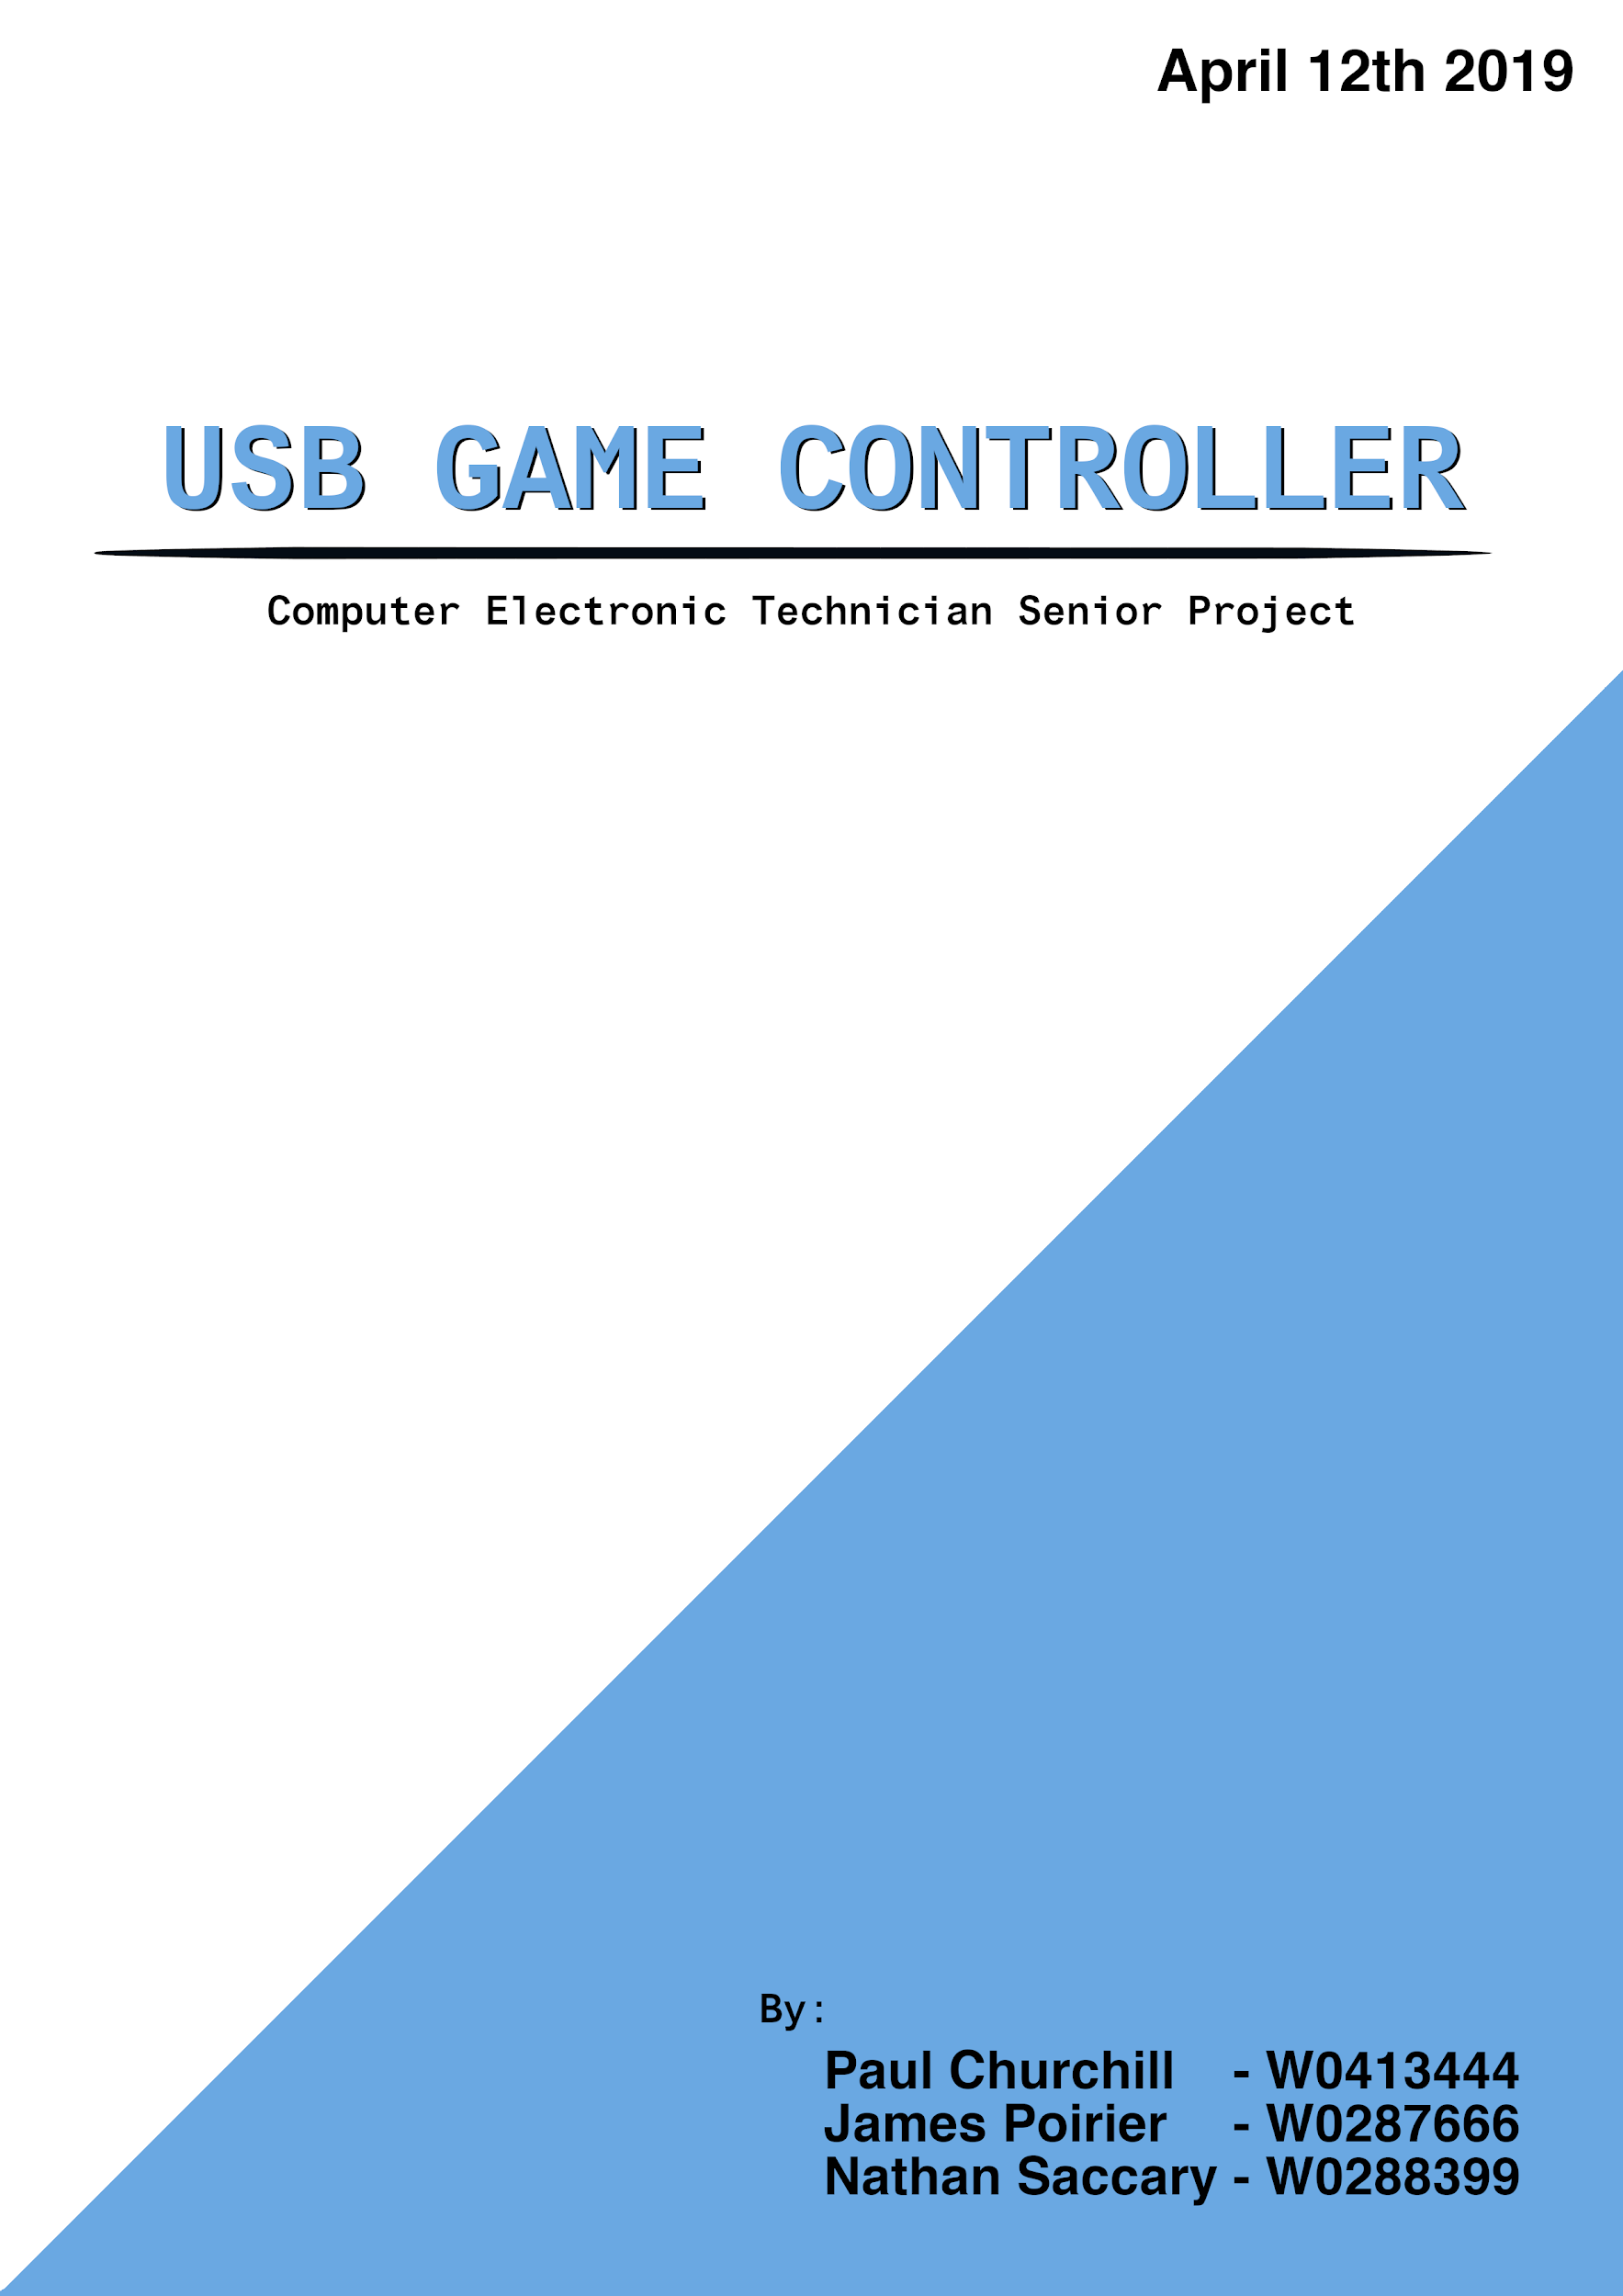 April 12th 2019
USB GAME CONTROLLER
Computer Electronic Technician Senior Project
By:
Paul Churchill - W0413444
James Poirier - W0287666
Nathan Saccary - W0288399